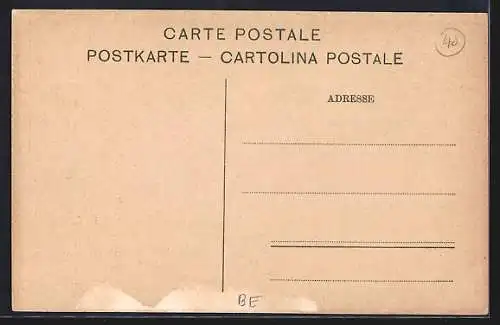 CARTE POSTALE
POSTKARTE — CARTOLINA POSTALE
40
ADRESSE
BE